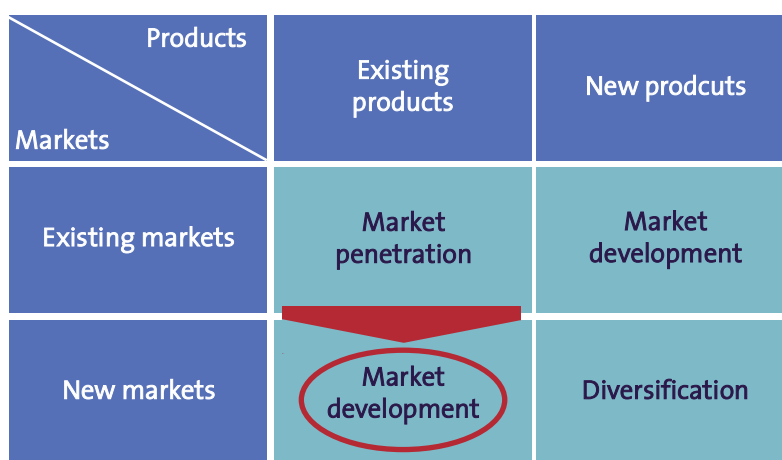 Products
Markets
Existing
products
New prodcuts
Existing markets
Market
penetration
Market
development
New markets
Market
development
Diversification